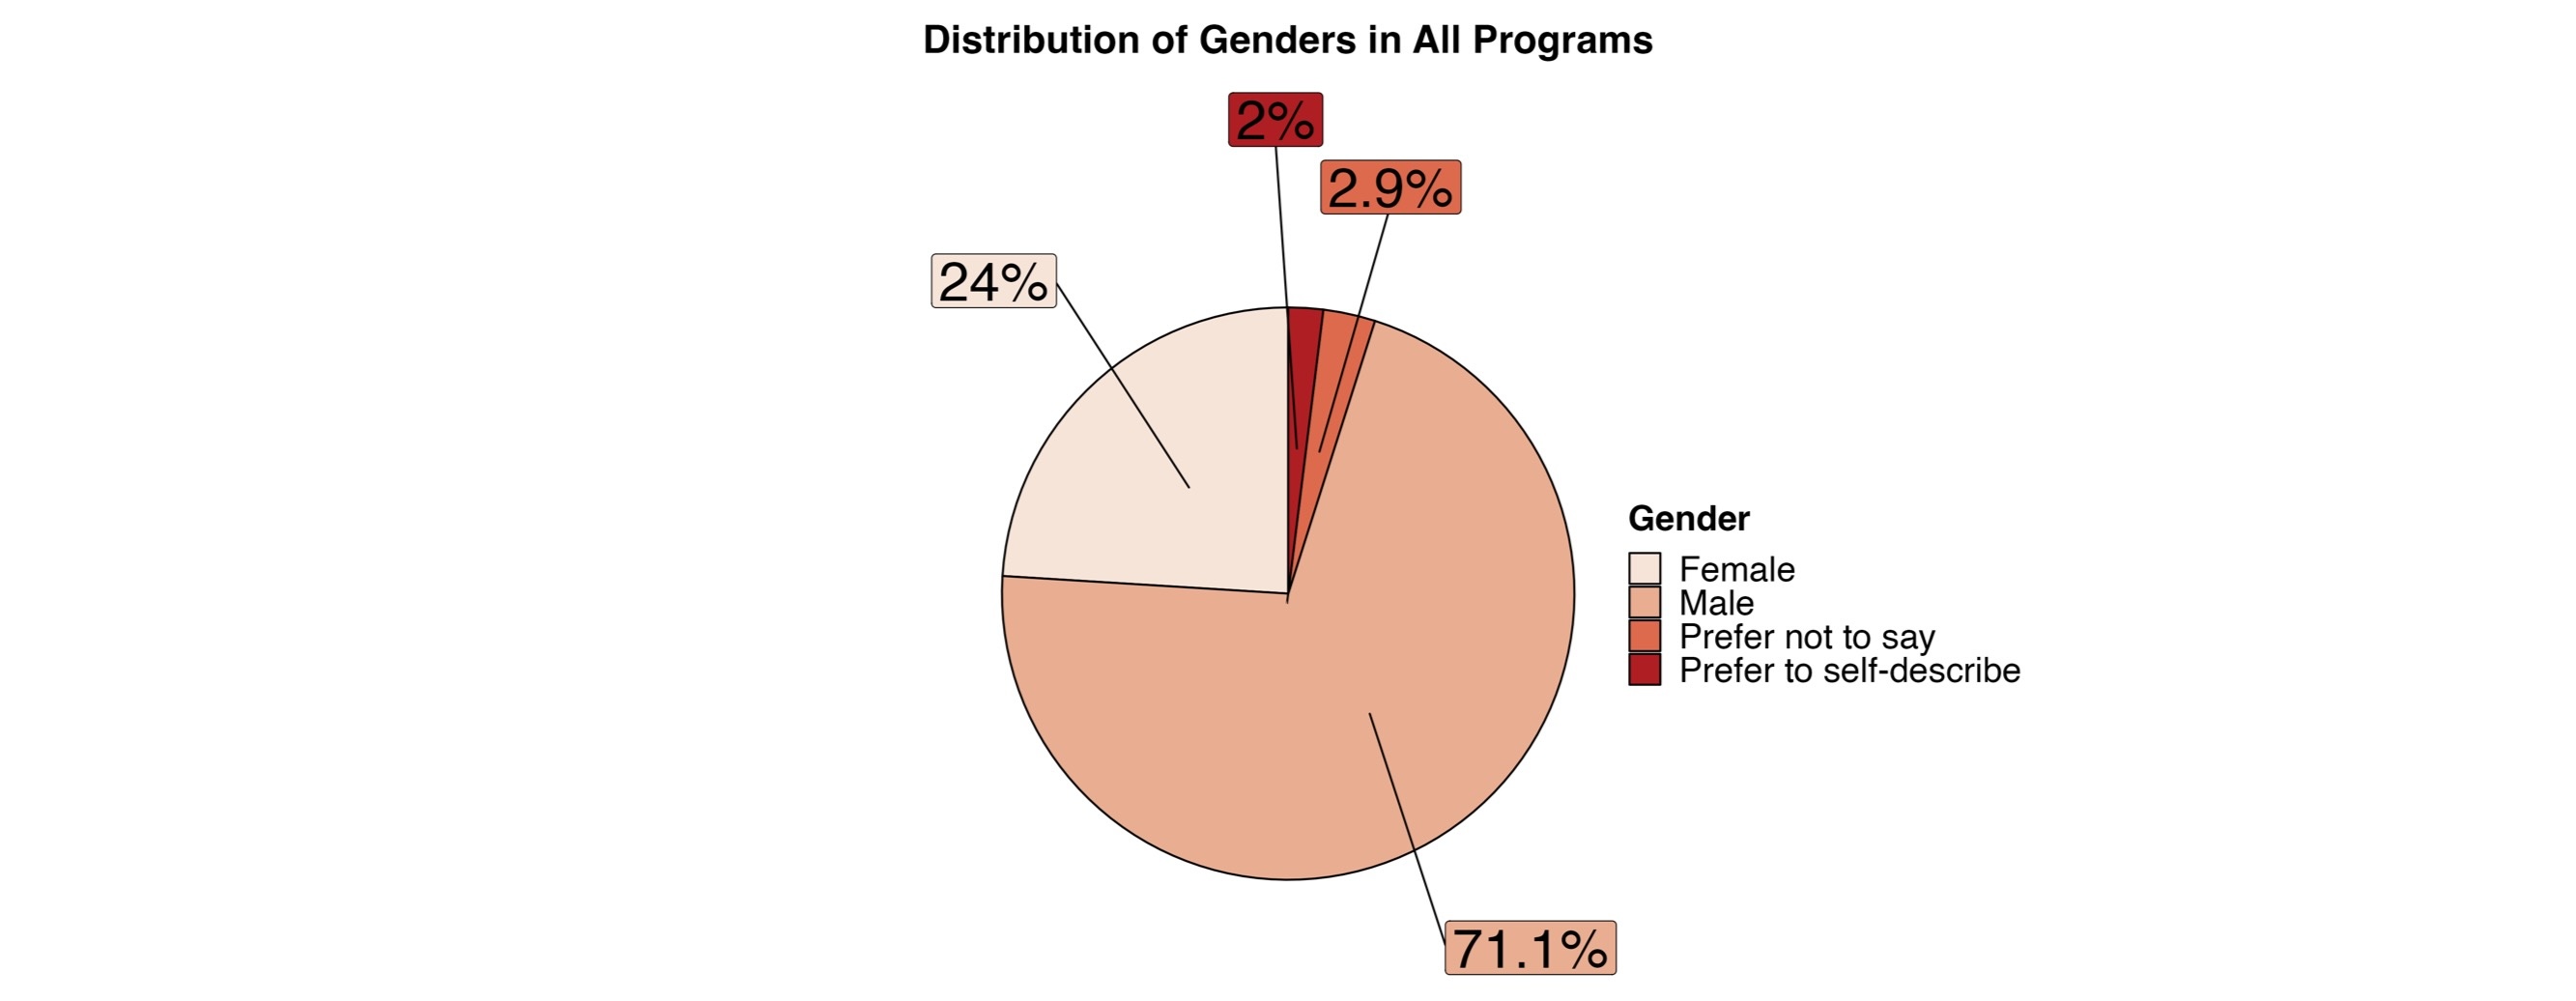 Distribution of Genders in All Programs
2%
2.9%
24%
Gender
Female
Male
Prefer not to say
Prefer to self-describe
71.1%